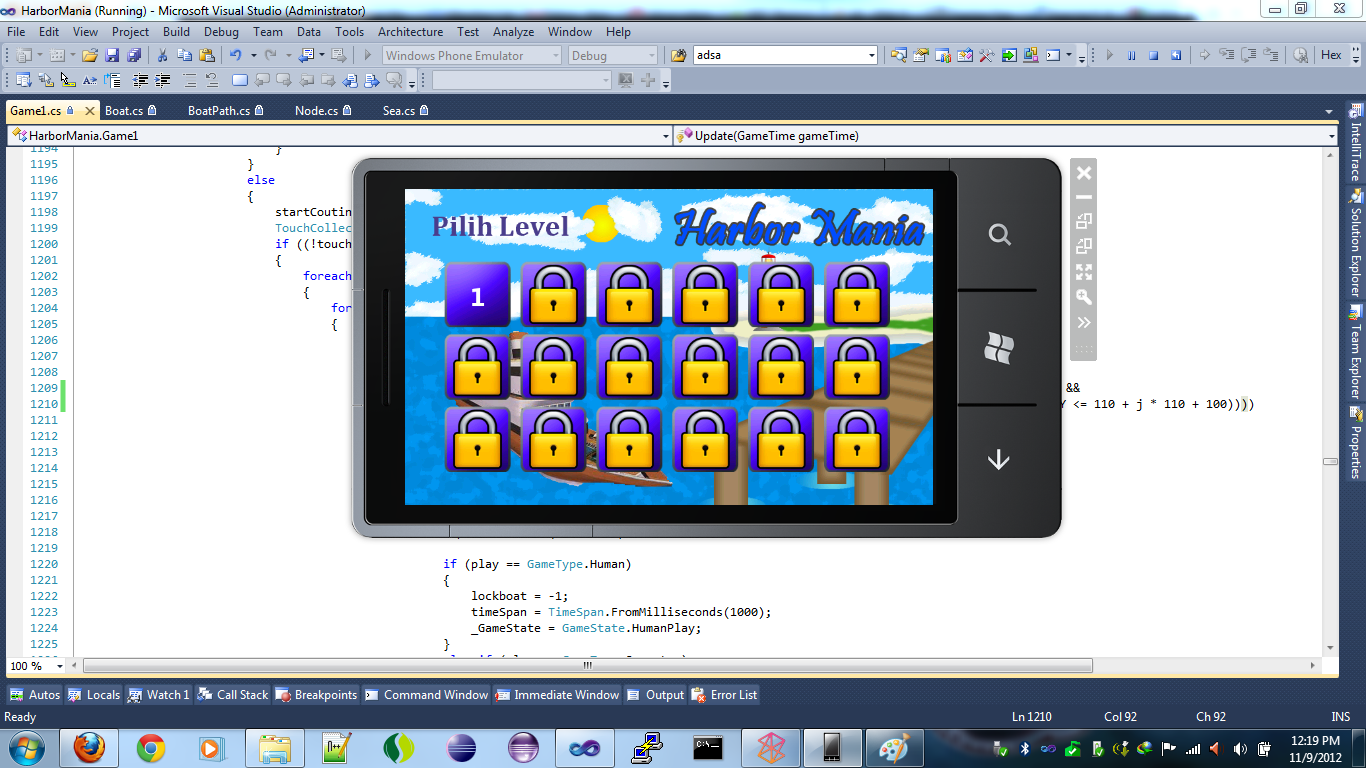 HarborMania (Running) - Microsoft Visual Studio (Administrator)
File Edit View Project Build Debug Team Data Tools Architecture Test Analyze Window Help
Windows Phone Emulator Debug adsa Hex
Game1.cs Boat.cs BoatPath.cs Node.cs Sea.cs
HarborMania.Game1 Update(GameTime gameTime)
1194 }
1195 }
1196 else
1197 {
1198 startCoutin
1199 TouchCollec
1200 if ((!touch
1201 {
1202 foreach
1203 {
1204 for
1205 {
1206
1207
1208
1209 &&
1210 Y <= 110 + j * 110 + 100))))
1211
1212
1213
1214
1215
1216
1217
1218
1219
1220 if (play == GameType.Human)
1221 {
1222 lockboat = -1;
1223 timeSpan = TimeSpan.FromMilliseconds(1000);
1224 _GameState = GameState.HumanPlay;
1225 }
Pilih Level
Harbor Mania
1
IntelliTrace
Solution Explorer
Team Explorer
Properties
100 %
Autos Locals Watch 1 Call Stack Breakpoints Command Window Immediate Window Output Error List
Ready Ln 1210 Col 92 Ch 92 INS
12:19 PM
11/9/2012